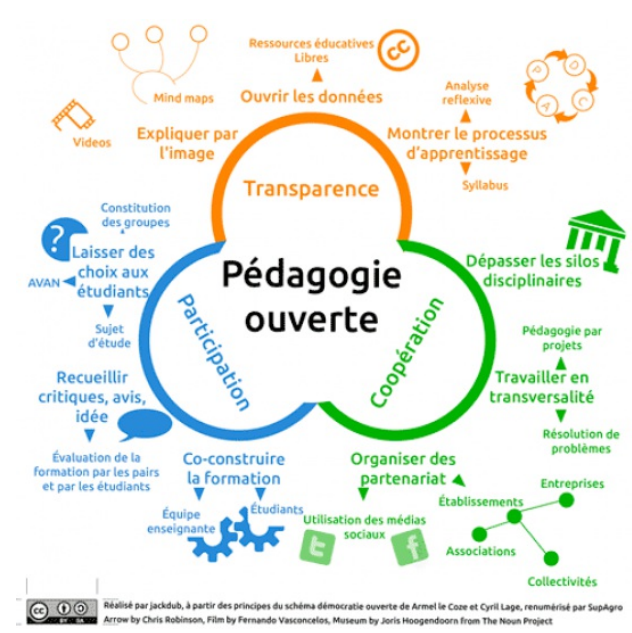 Ressources éducatives
Libres
cc
Ouvrir les données
Mind maps
Videos
Expliquer par
l'image
Analyse
reflexive
P
D
C
A
Montrer le processus
d'apprentissage
Syllabus
Transparence
Constitution
des groupes
?
Laisser des
choix aux
étudiants
AVAN
Sujet
d'étude
Pédagogie
ouverte
Participation
Coopération
Dépasser les silos
disciplinaires
Pédagogie par
projets
Travailler en
transversalité
Résolution de
problèmes
Recueillir
critiques, avis,
idée
Évaluation de la
formation par les pairs
et par les étudiants
Co-construire
la formation
Équipe
enseignante
Étudiants
Organiser des
partenariat
Utilisation des médias
sociaux
t
f
Établissements
Entreprises
Associations
Collectivités
cc
BY SA
Réalisé par jackdub, à partir des principes du schéma démocratie ouverte de Armel le Coze et Cyril Lage, renumérisé par SupAgro
Arrow by Chris Robinson, Film by Fernando Vasconcelos, Museum by Joris Hoogendoorn from The Noun Project